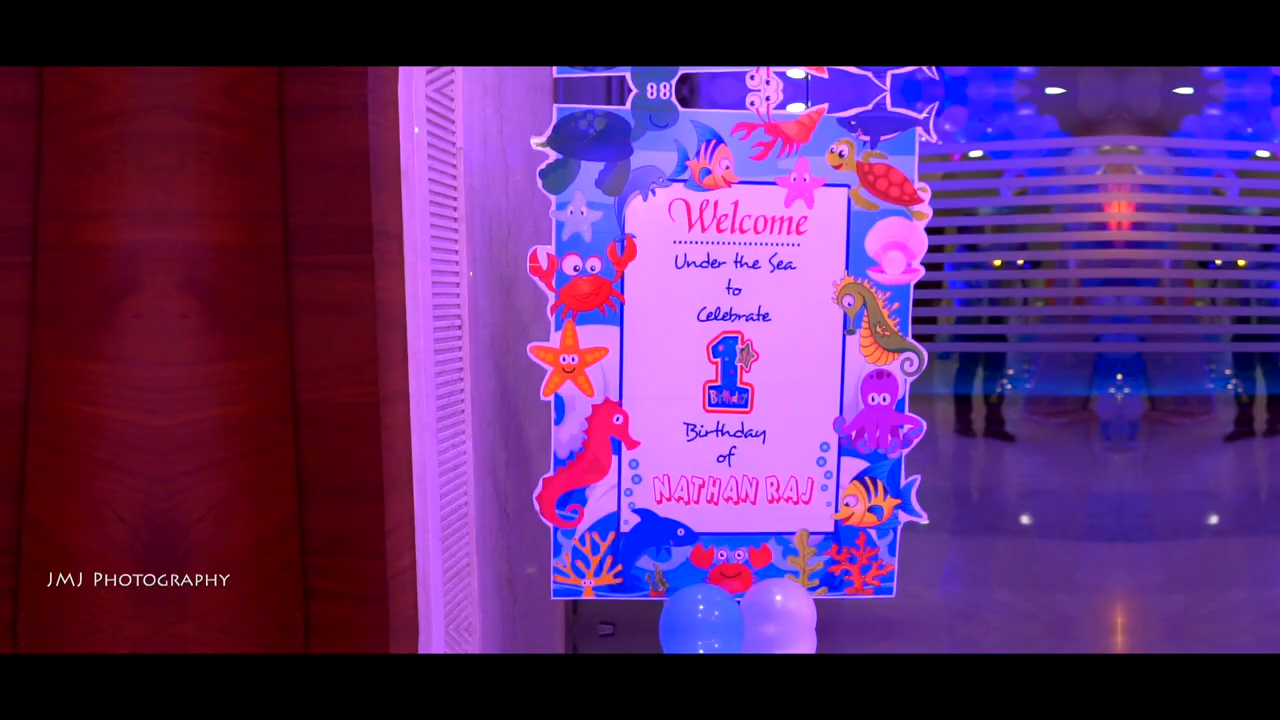 Welcome
Under the Sea
to
Celebrate
1st
Birthday
Birthday
of
NATHAN RAJ
JMJ PHOTOGRAPHY